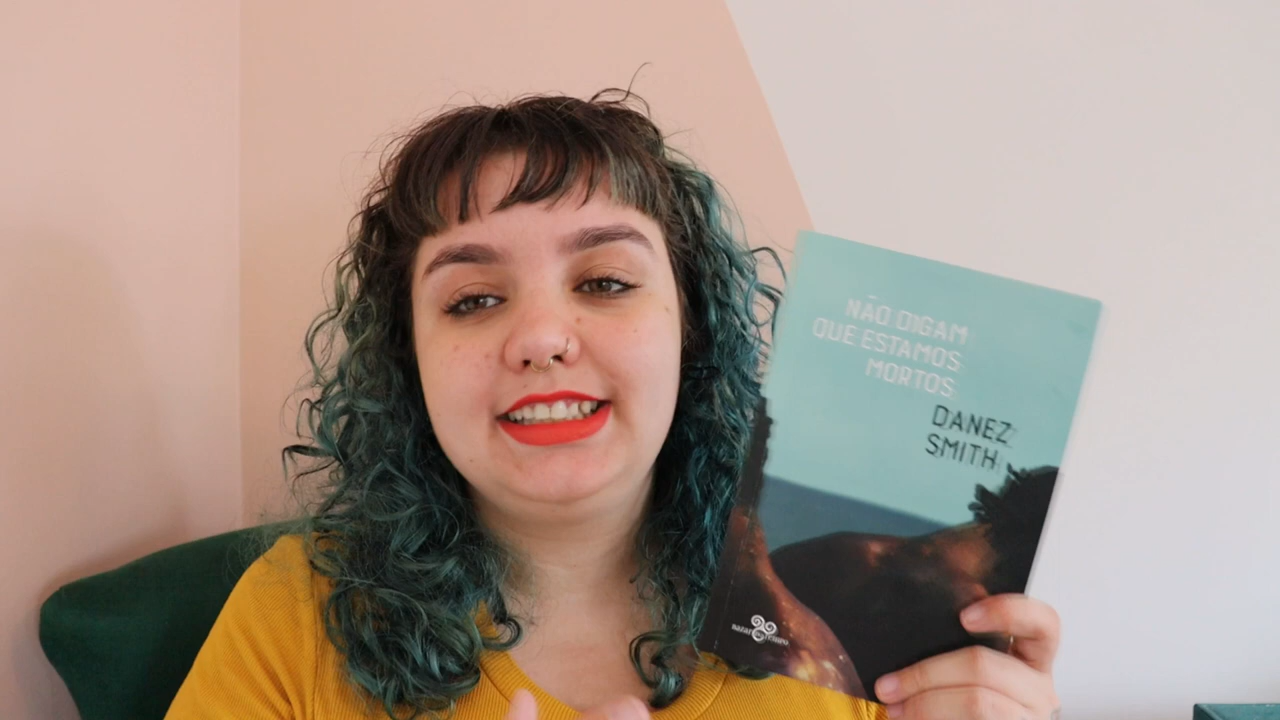 NÃO DIGAM
QUE ESTAMOS
MORTOS
DANEZ
SMITH